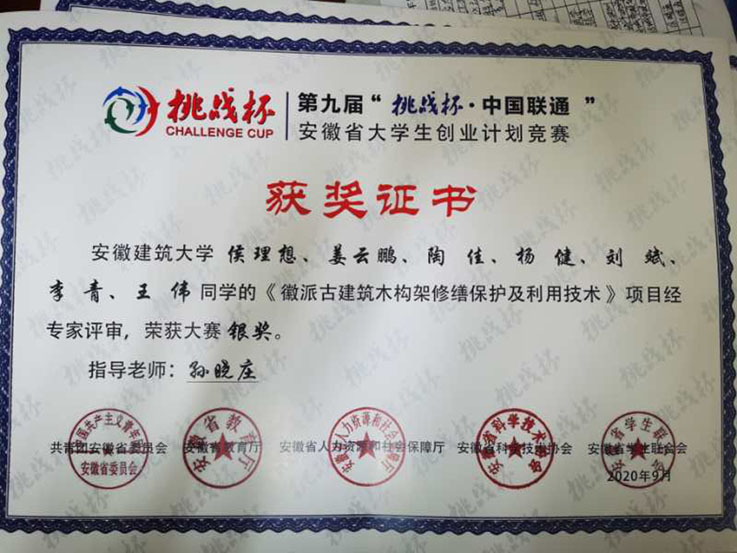 挑战杯
CHALLENGE CUP
第九届“挑战杯·中国联通”
安徽省大学生创业计划竞赛
获奖证书
安徽建筑大学 侯理想、姜云鹏、陶佳、杨健、刘斌、
李青、王伟同学的《徽派古建筑木构架修缮保护及利用技术》项目经
专家评审，荣获大赛 银奖。
指导老师：孙晓庄
共青团安徽省委员会 安徽省教育厅 安徽省人力资源和社会保障厅 安徽省科学技术协会 安徽省学生联合会
安徽省委员会
2020年9月